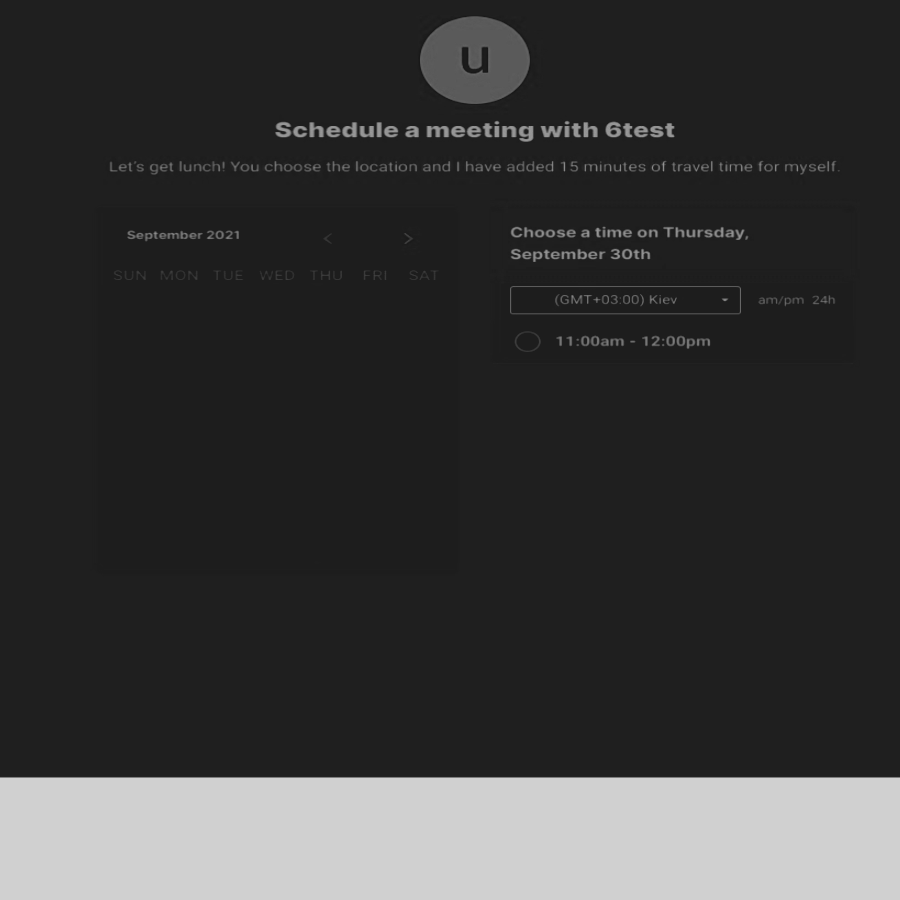 u
Schedule a meeting with 6test
Let's get lunch! You choose the location and I have added 15 minutes of travel time for myself.
September 2021 < >
SUN MON TUE WED THU FRI SAT
Choose a time on Thursday,
September 30th
(GMT+03:00) Kiev am/pm 24h
11:00am - 12:00pm